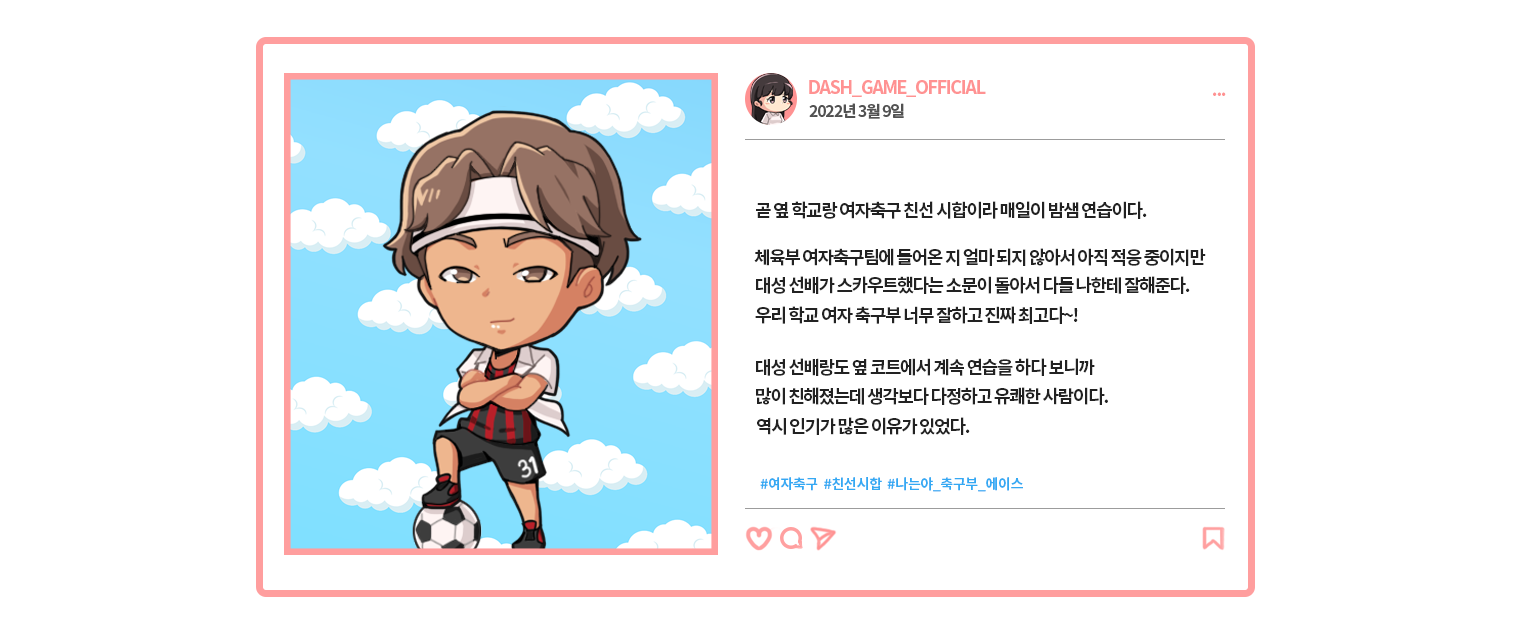 DASH_GAME_OFFICIAL
2022년 3월 9일
곧 옆 학교랑 여자축구 친선 시합이라 매일이 밤샘 연습이다.
체육부 여자축구팀에 들어온 지 얼마 되지 않아서 아직 적응 중이지만
대성 선배가 스카우트했다는 소문이 돌아서 다들 나한테 잘해준다.
우리 학교 여자 축구부 너무 잘하고 진짜 최고다~!
대성 선배랑도 옆 코트에서 계속 연습을 하다 보니까
많이 친해졌는데 생각보다 다정하고 유쾌한 사람이다.
역시 인기가 많은 이유가 있었다.
#여자축구 #친선시합 #나는야_축구부_에이스
31